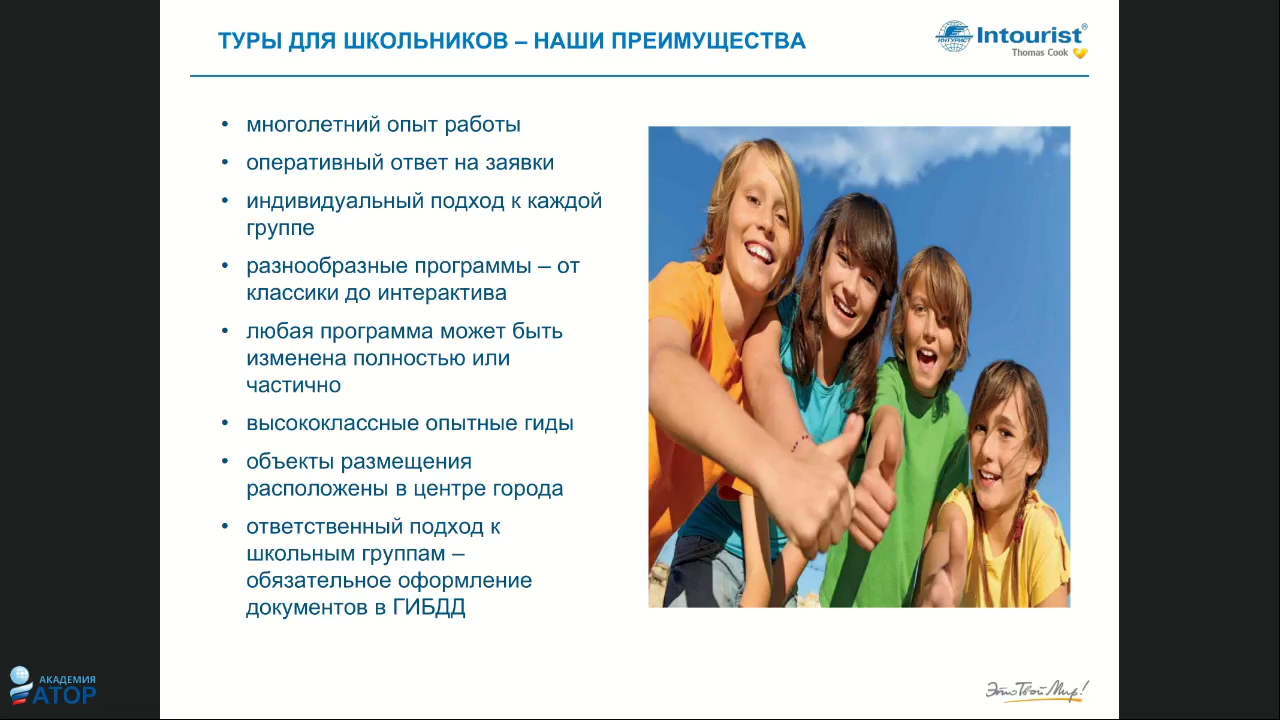 ТУРЫ ДЛЯ ШКОЛЬНИКОВ – НАШИ ПРЕИМУЩЕСТВА
ИНТУРИСТ
Intourist®
Thomas Cook
• многолетний опыт работы
• оперативный ответ на заявки
• индивидуальный подход к каждой
группе
• разнообразные программы – от
классики до интерактива
• любая программа может быть
изменена полностью или
частично
• высококлассные опытные гиды
• объекты размещения
расположены в центре города
• ответственный подход к
школьным группам –
обязательное оформление
документов в ГИБДД
АКАДЕМИЯ
АТОР
Это Твой Мир!